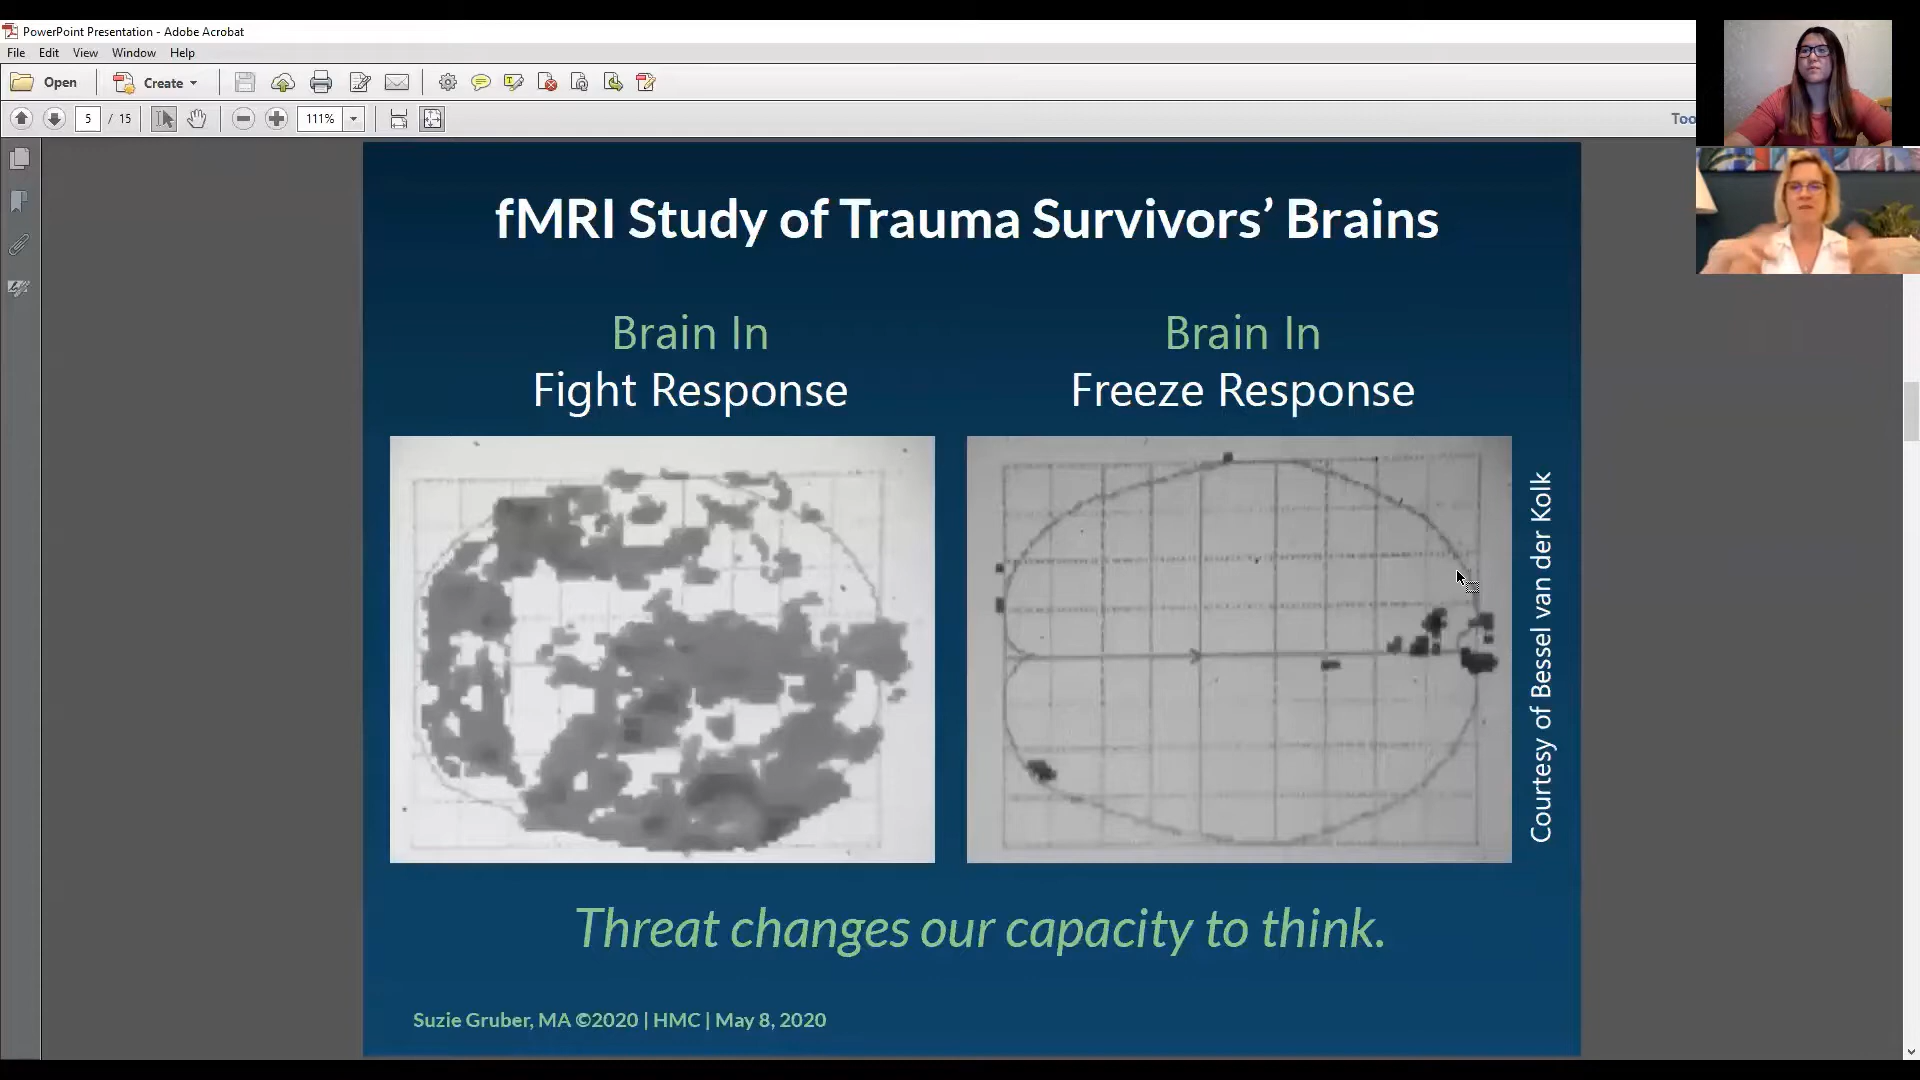 PowerPoint Presentation - Adobe Acrobat
File Edit View Window Help
Open Create
5 / 15 111% Too
fMRI Study of Trauma Survivors’ Brains
Brain In
Fight Response
Brain In
Freeze Response
Courtesy of Bessel van der Kolk
Threat changes our capacity to think.
Suzie Gruber, MA ©2020 | HMC | May 8, 2020